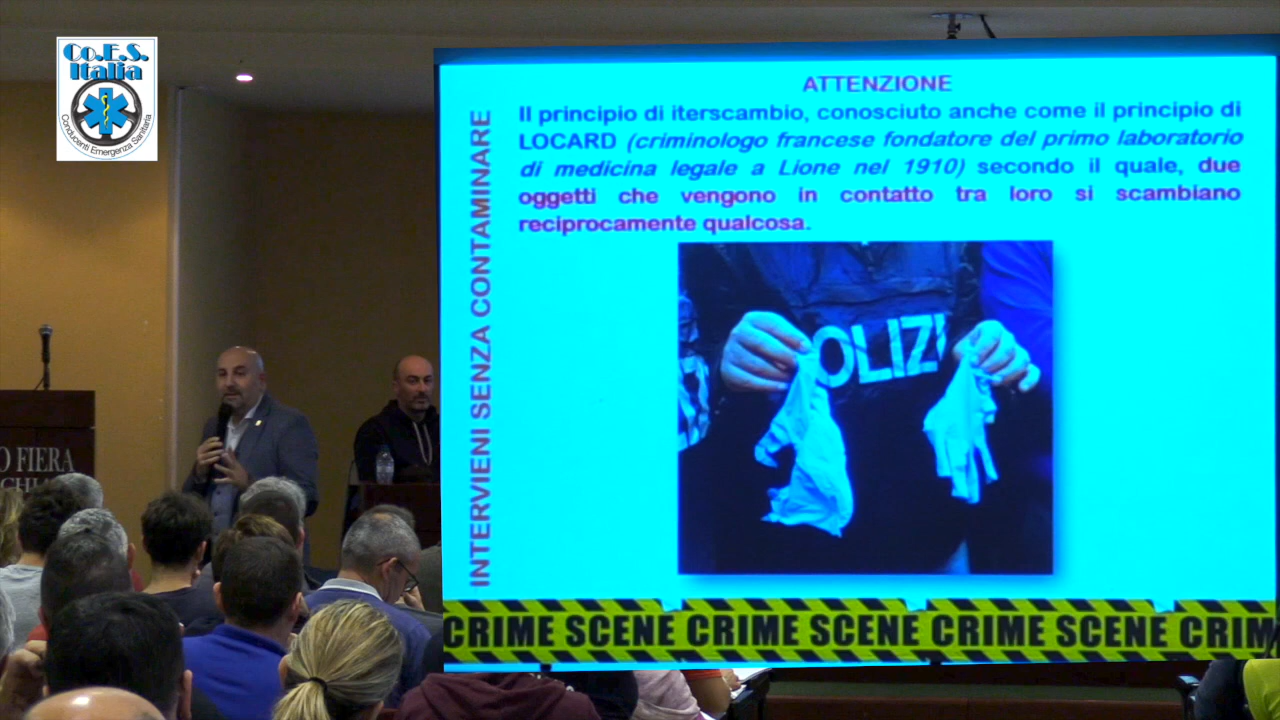 Co.E.S.
Italia
Conducenti Emergenza Sanitaria
ATTENZIONE
Il principio di iterscambio, conosciuto anche come il principio di
LOCARD (criminologo francese fondatore del primo laboratorio
di medicina legale a Lione nel 1910) secondo il quale, due
oggetti che vengono in contatto tra loro si scambiano
reciprocamente qualcosa.
INTERVIENI SENZA CONTAMINARE
POLIZI
CRIME SCENE CRIME SCENE CRIME SCENE CRIM
O FIERA